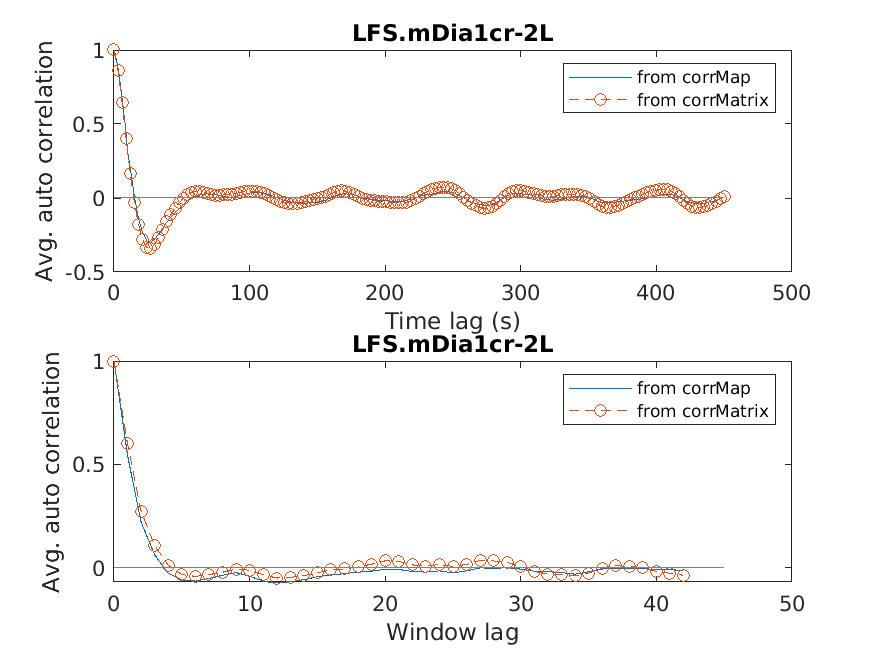 LFS.mDia1cr-2L
1
0.5
0
-0.5
Avg. auto correlation
from corrMap
from corrMatrix
0 100 200 300 400 500
Time lag (s)
LFS.mDia1cr-2L
1
0.5
0
Avg. auto correlation
from corrMap
from corrMatrix
0 10 20 30 40 50
Window lag